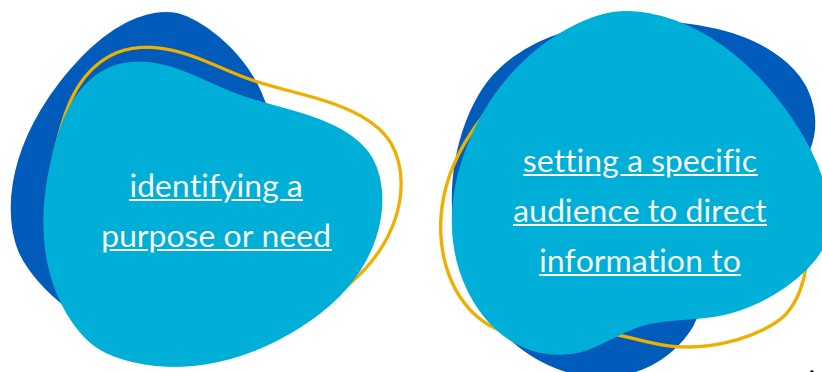 identifying a
purpose or need
setting a specific
audience to direct
information to